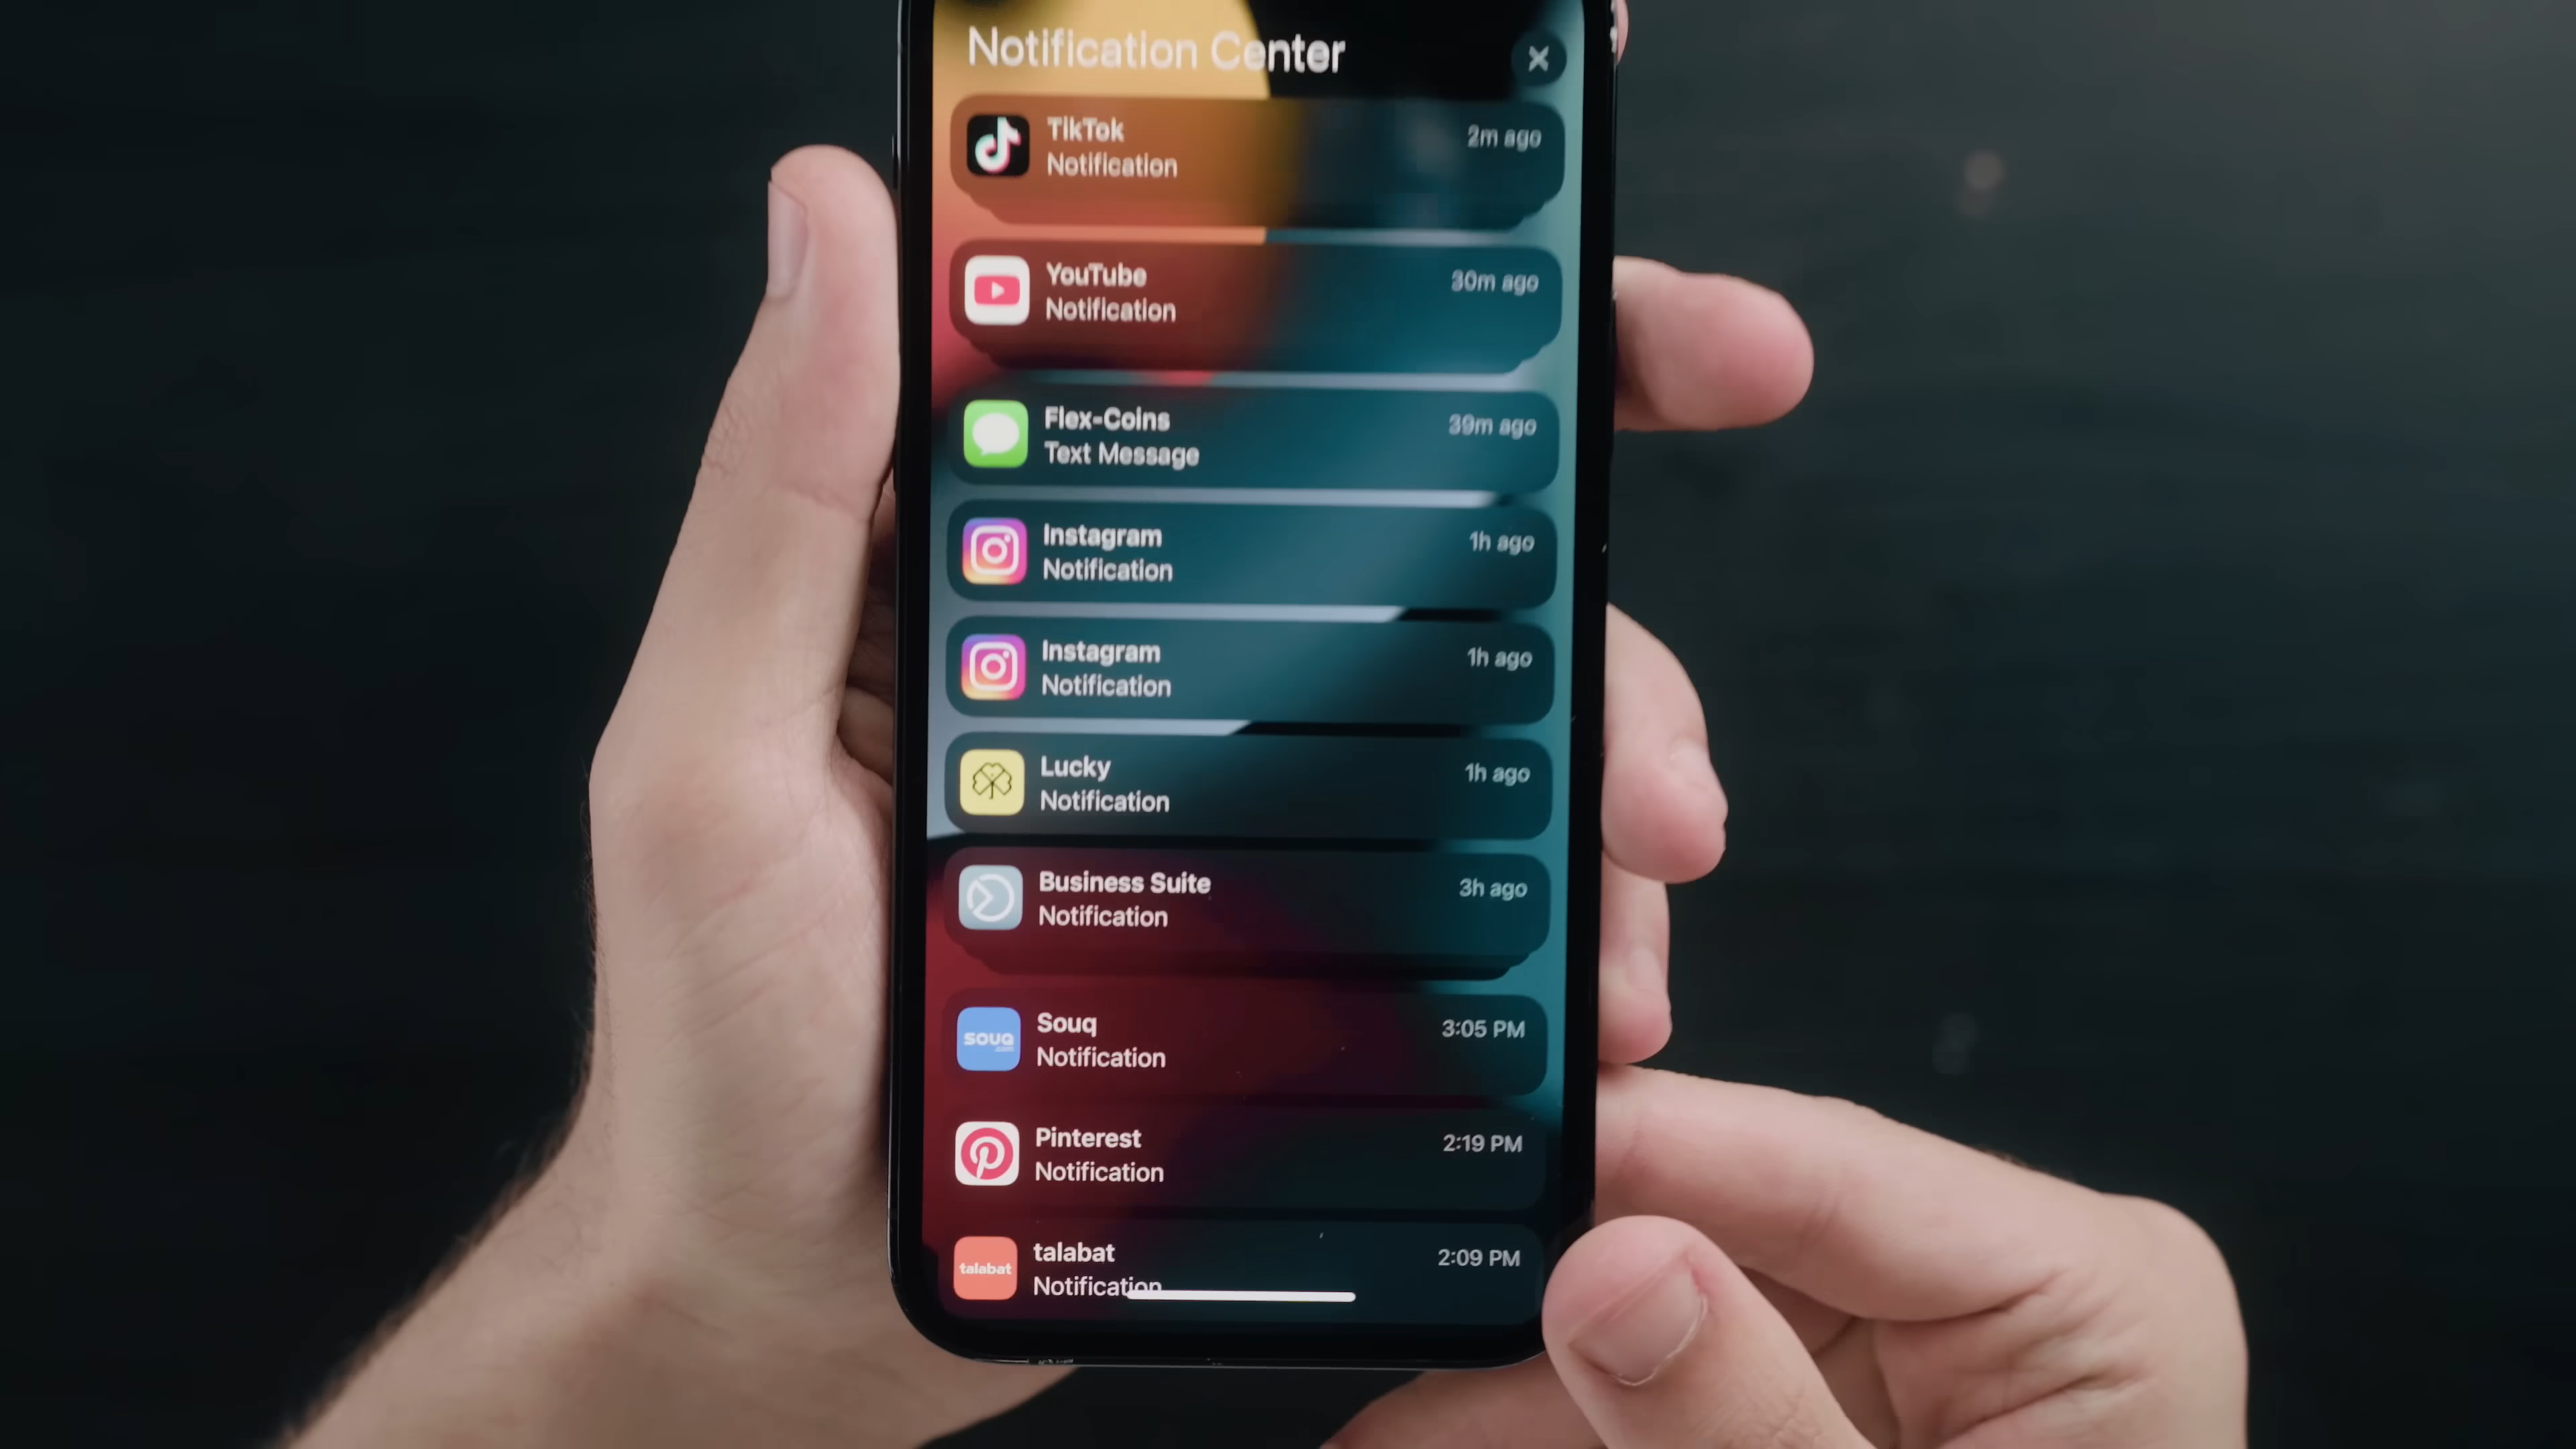 Notification Center
TikTok
2m ago
Notification
YouTube
30m ago
Notification
Flex-Coins
39m ago
Text Message
Instagram
1h ago
Notification
Instagram
1h ago
Notification
Lucky
1h ago
Notification
Business Suite
3h ago
Notification
souq
.com
Souq
3:05 PM
Notification
Pinterest
2:19 PM
Notification
talabat
talabat
2:09 PM
Notification